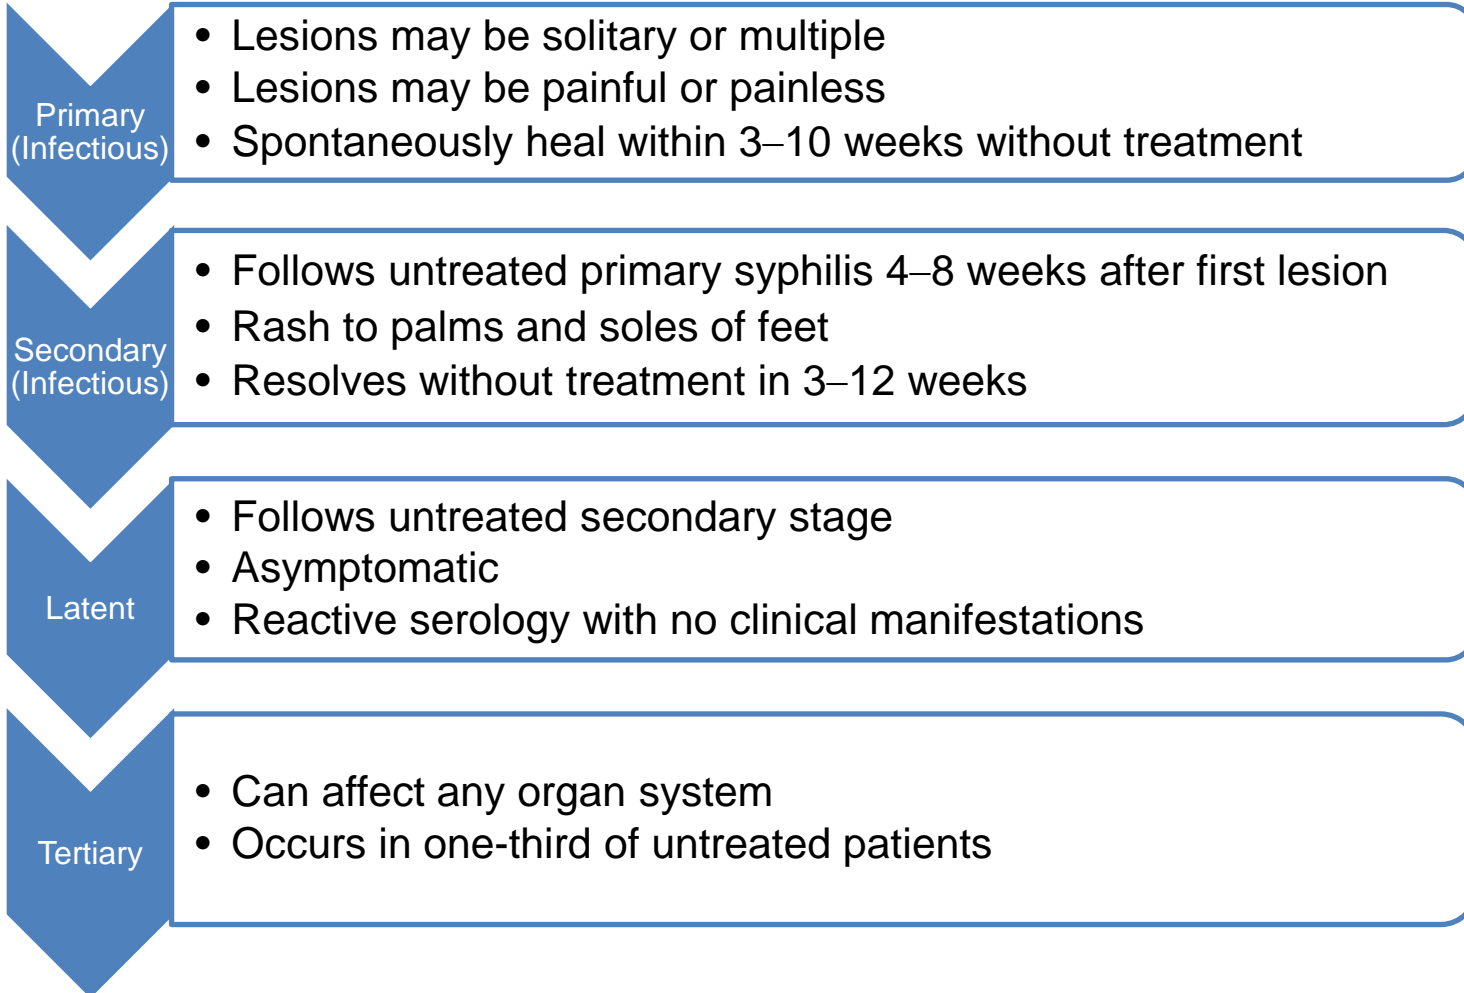 Primary
(Infectious)
• Lesions may be solitary or multiple
• Lesions may be painful or painless
• Spontaneously heal within 3–10 weeks without treatment
Secondary
(Infectious)
• Follows untreated primary syphilis 4–8 weeks after first lesion
• Rash to palms and soles of feet
• Resolves without treatment in 3–12 weeks
Latent
• Follows untreated secondary stage
• Asymptomatic
• Reactive serology with no clinical manifestations
Tertiary
• Can affect any organ system
• Occurs in one-third of untreated patients